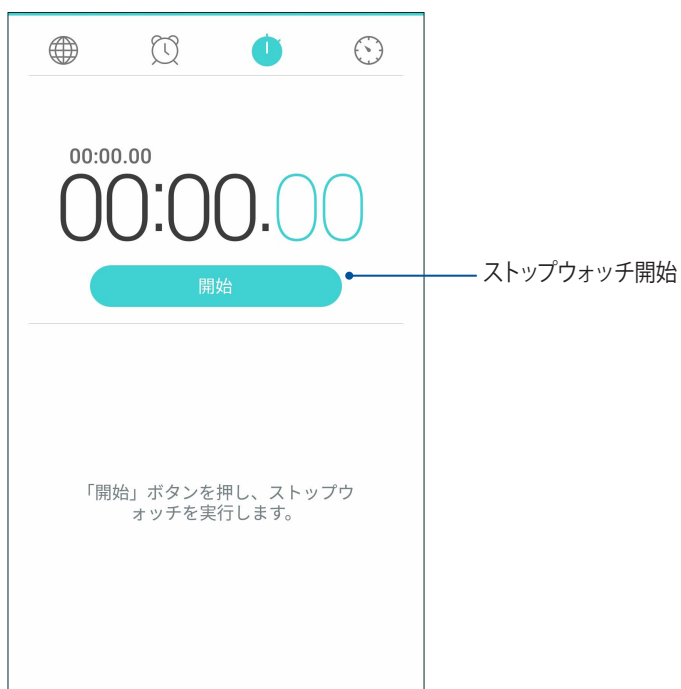 00:00.00
00:00.00
開始
ストップウォッチ開始
「開始」ボタンを押し、ストップウ
ォッチを実行します。